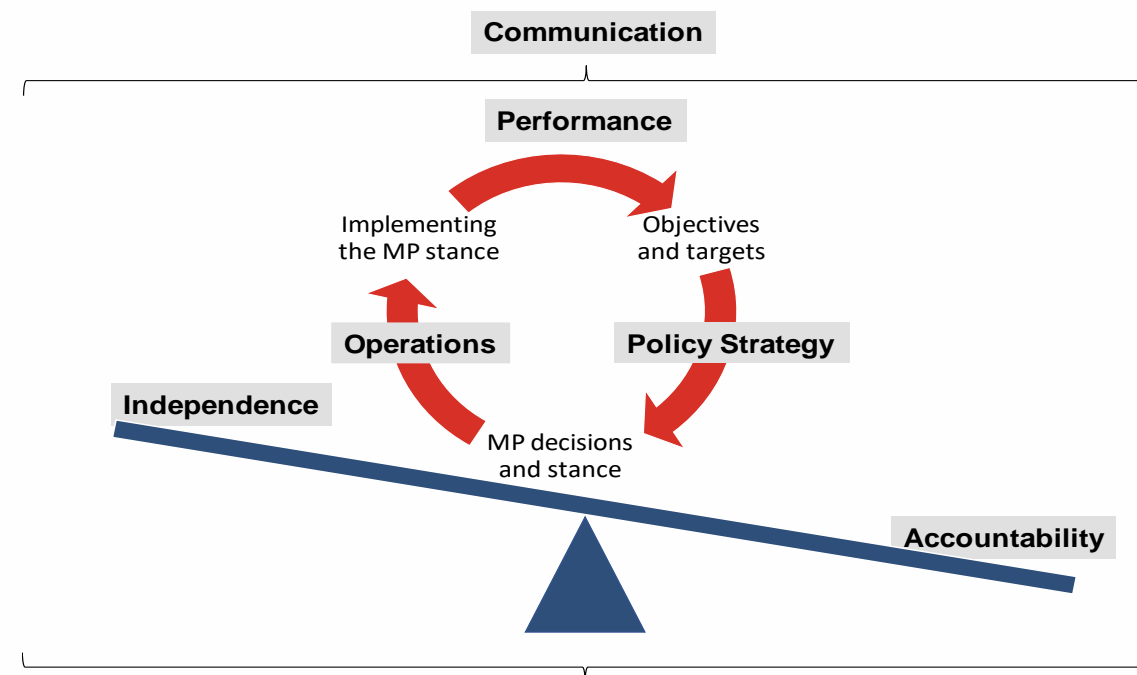 Communication
Performance
Implementing
the MP stance
Objectives
and targets
Operations
Policy Strategy
Independence
MP decisions
and stance
Accountability